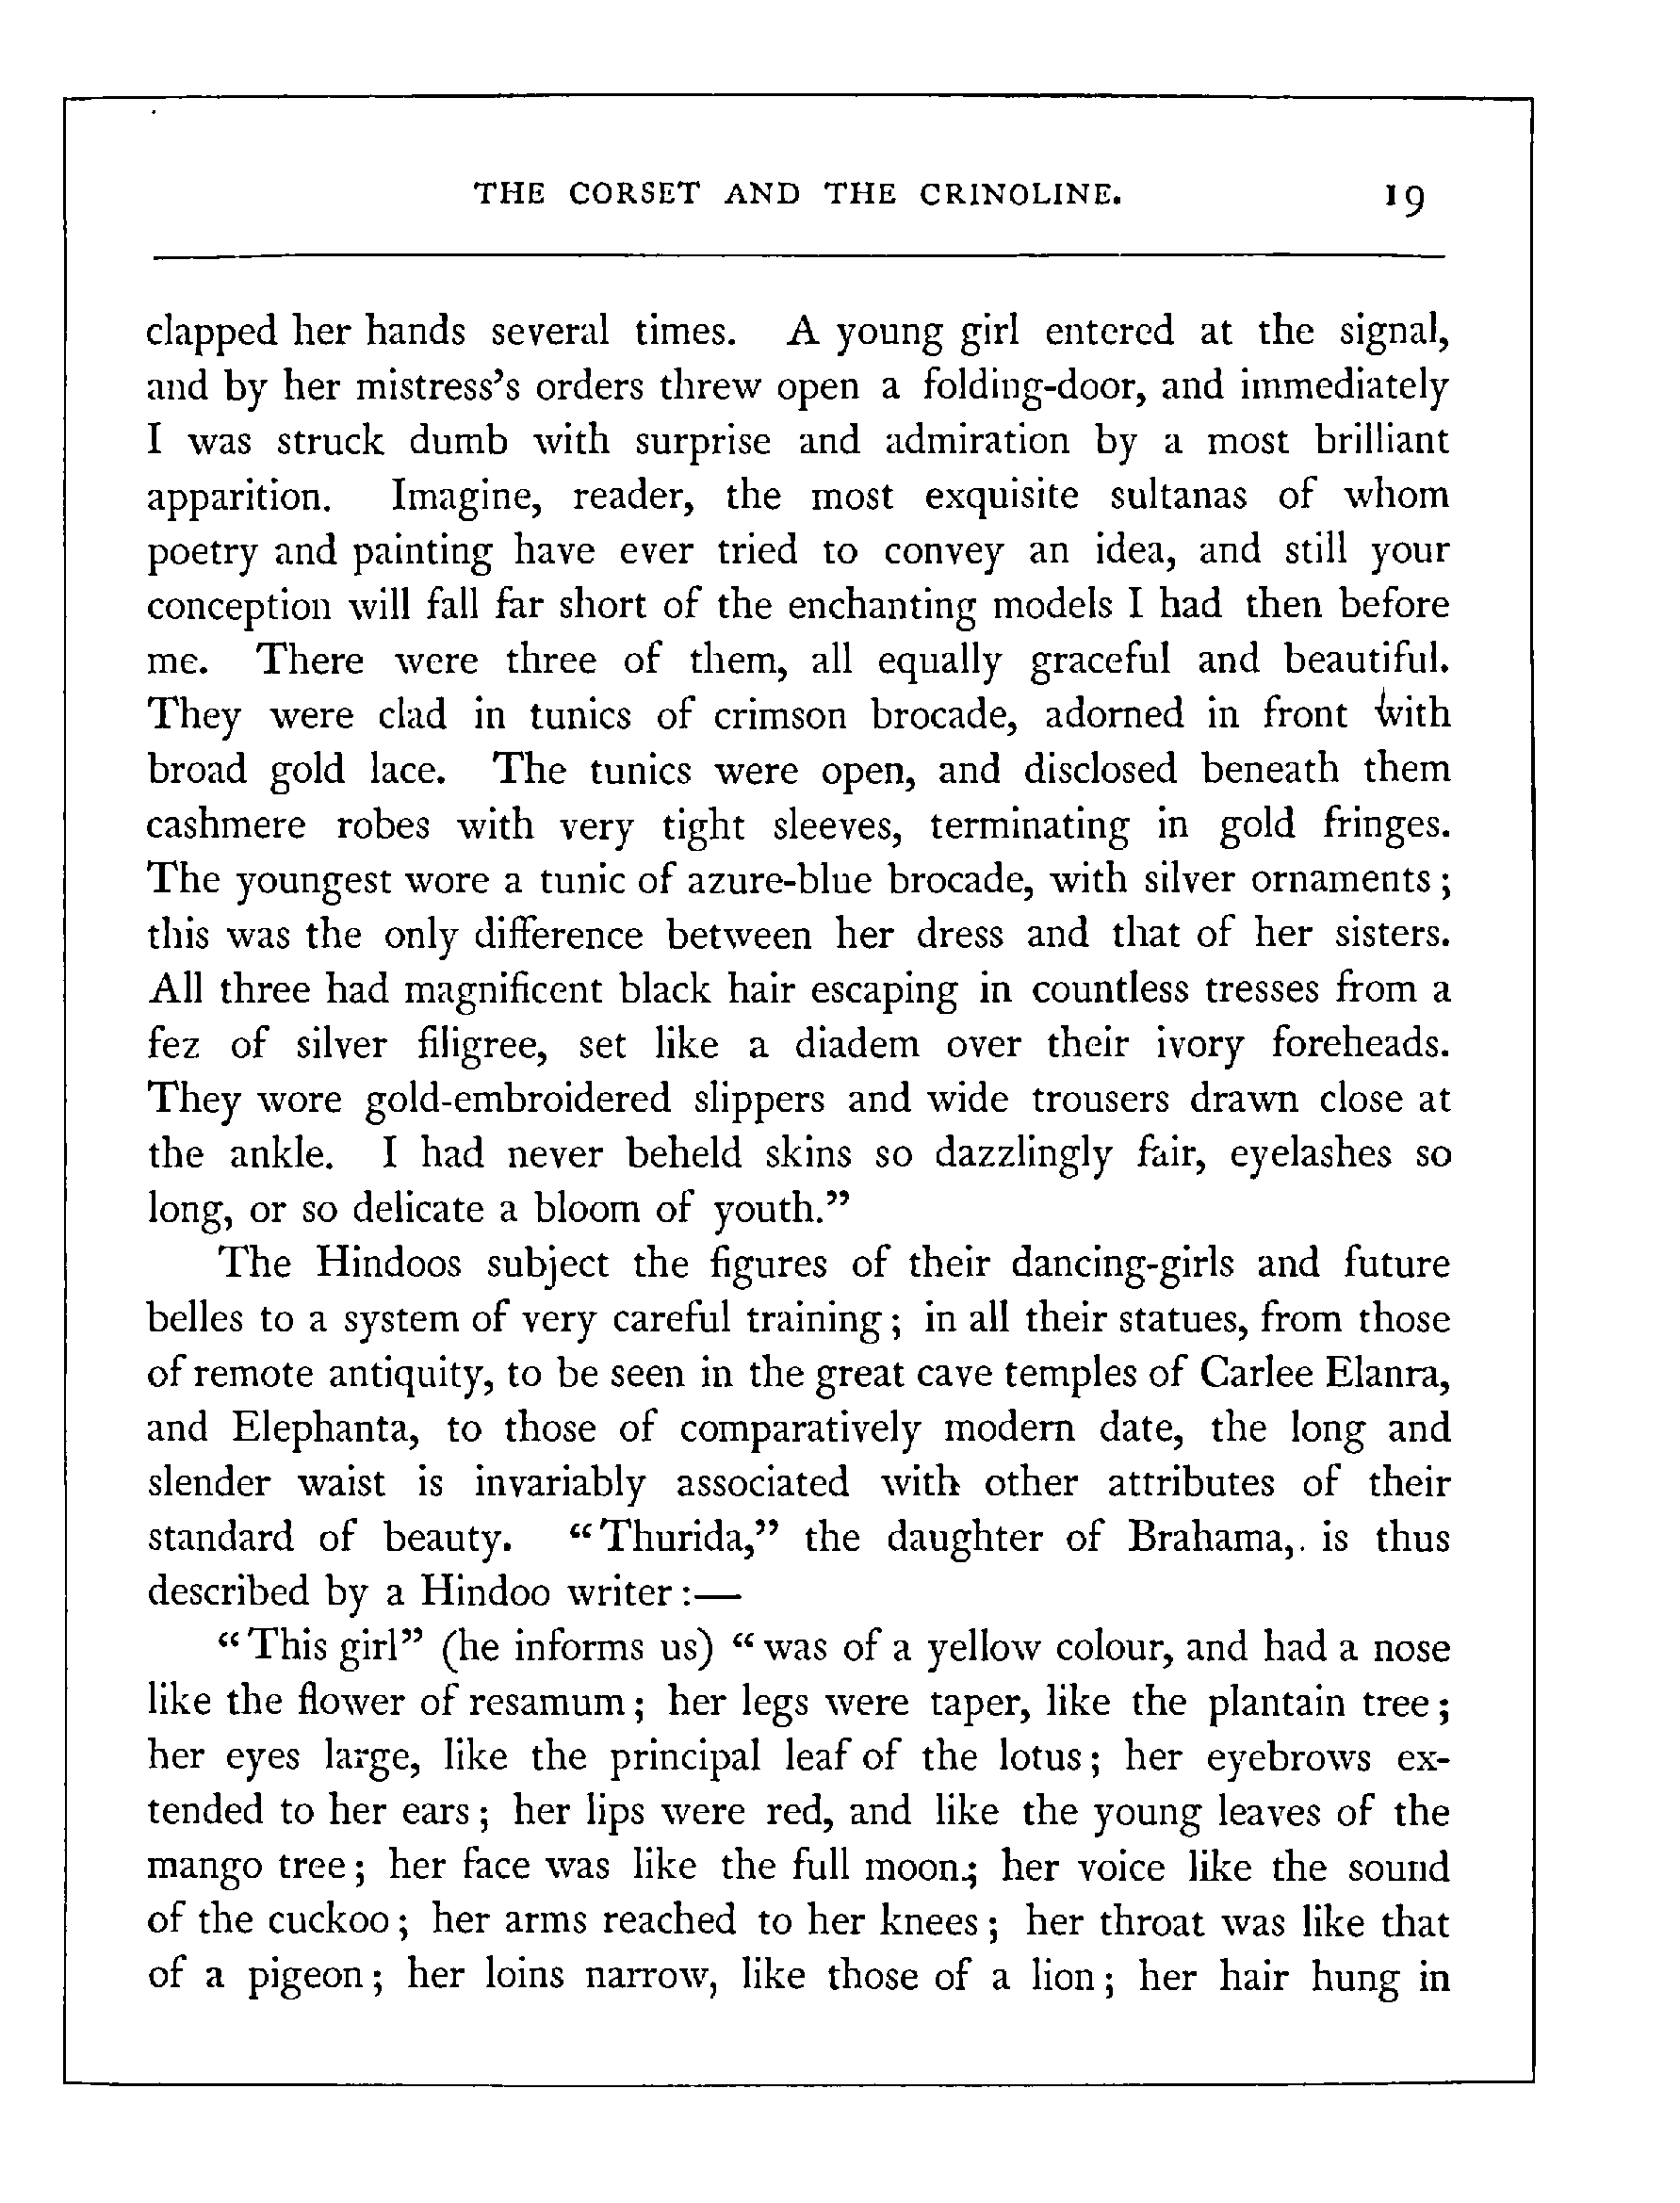 THE CORSET AND THE CRINOLINE. 19
clapped her hands several times. A young girl entered at the signal,
and by her mistress's orders threw open a folding-door, and immediately
I was struck dumb with surprise and admiration by a most brilliant
apparition. Imagine, reader, the most exquisite sultanas of whom
poetry and painting have ever tried to convey an idea, and still your
conception will fall far short of the enchanting models I had then before
me. There were three of them, all equally graceful and beautiful.
They were clad in tunics of crimson brocade, adorned in front with
broad gold lace. The tunics were open, and disclosed beneath them
cashmere robes with very tight sleeves, terminating in gold fringes.
The youngest wore a tunic of azure-blue brocade, with silver ornaments;
this was the only difference between her dress and that of her sisters.
All three had magnificent black hair escaping in countless tresses from a
fez of silver filigree, set like a diadem over their ivory foreheads.
They wore gold-embroidered slippers and wide trousers drawn close at
the ankle. I had never beheld skins so dazzlingly fair, eyelashes so
long, or so delicate a bloom of youth."
The Hindoos subject the figures of their dancing-girls and future
belles to a system of very careful training; in all their statues, from those
of remote antiquity, to be seen in the great cave temples of Carlee Elanra,
and Elephanta, to those of comparatively modern date, the long and
slender waist is invariably associated with other attributes of their
standard of beauty. "Thurida," the daughter of Brahama,. is thus
described by a Hindoo writer:—
"This girl" (he informs us) "was of a yellow colour, and had a nose
like the flower of resamum; her legs were taper, like the plantain tree;
her eyes large, like the principal leaf of the lotus; her eyebrows ex-
tended to her ears; her lips were red, and like the young leaves of the
mango tree; her face was like the full moon; her voice like the sound
of the cuckoo; her arms reached to her knees; her throat was like that
of a pigeon; her loins narrow, like those of a lion; her hair hung in